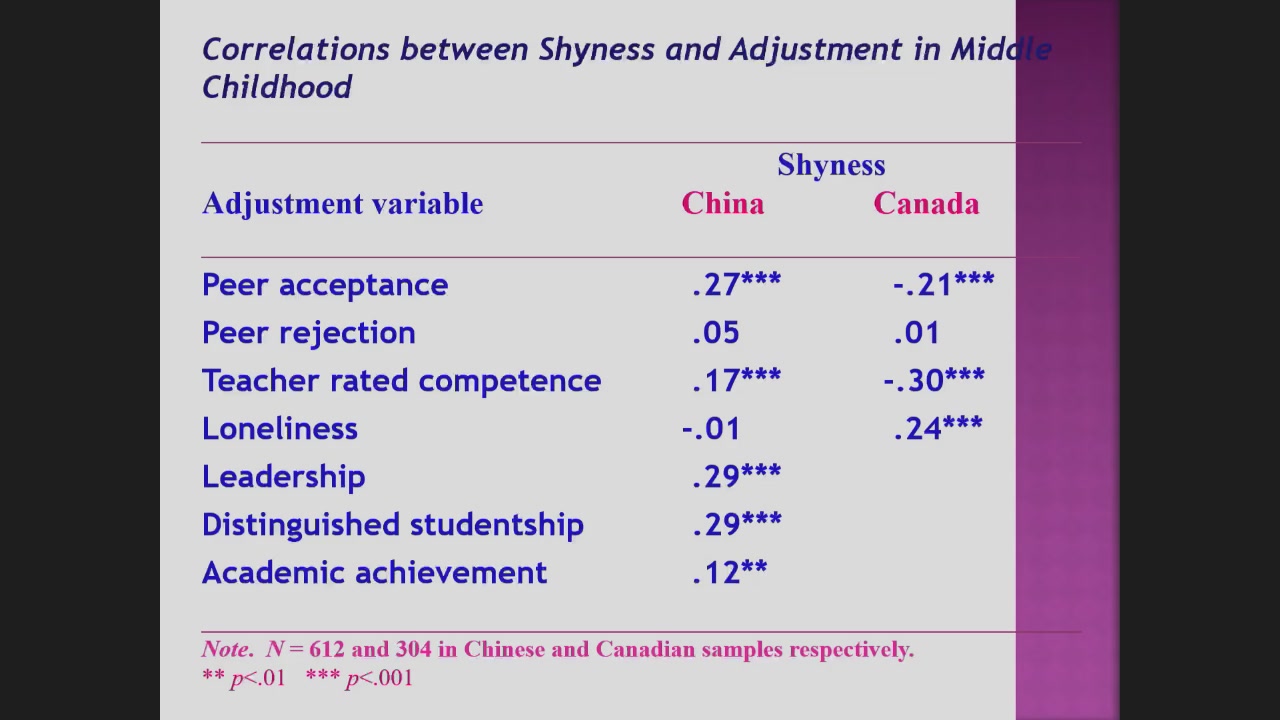 Correlations between Shyness and Adjustment in Middle
Childhood
Shyness
Adjustment variable China Canada
Peer acceptance .27*** -.21***
Peer rejection .05 .01
Teacher rated competence .17*** -.30***
Loneliness -.01 .24***
Leadership .29***
Distinguished studentship .29***
Academic achievement .12**
Note. N = 612 and 304 in Chinese and Canadian samples respectively.
** p<.01 *** p<.001